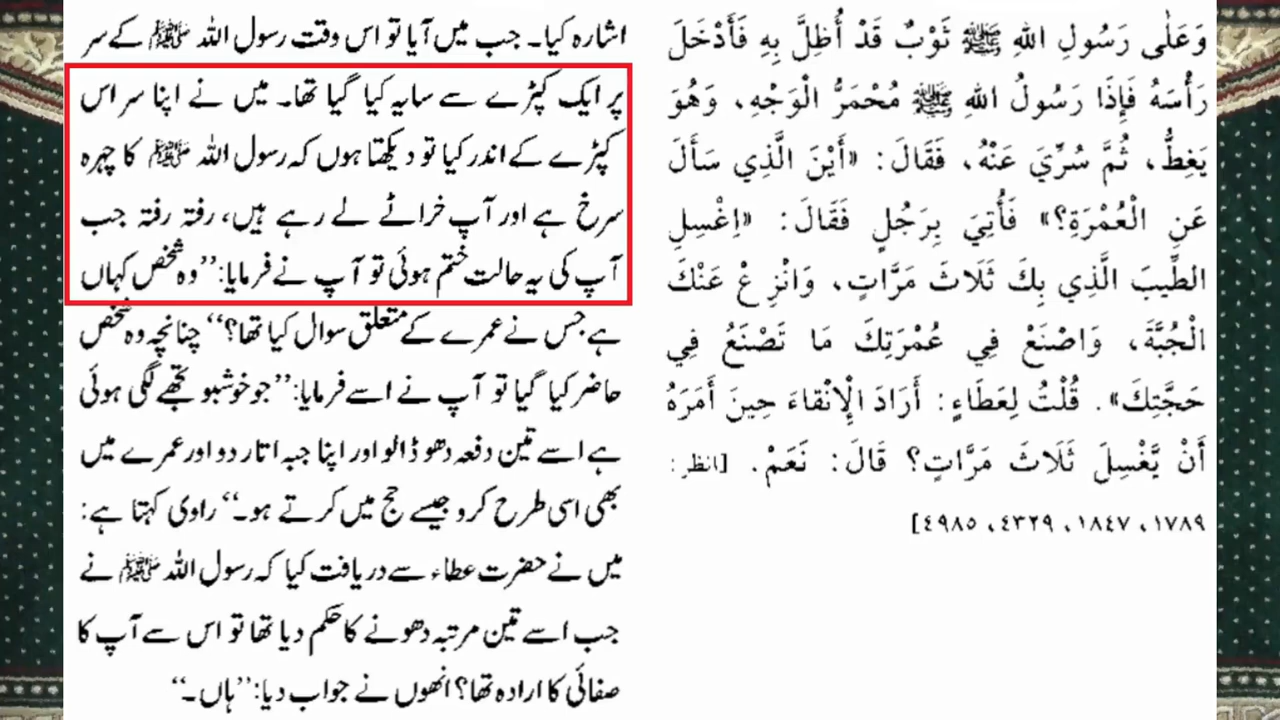 وَعَلٰى رَسُولِ اللهِ ﷺ ثَوْبٌ قَدْ أُظِلَّ بِهِ فَأَدْخَلَ
رَأْسَهُ فَإِذَا رَسُولُ اللهِ ﷺ مُحْمَرُّ الْوَجْهِ، وَهُوَ
يَغِطُّ، ثُمَّ سُرِّيَ عَنْهُ، فَقَالَ: «أَيْنَ الَّذِي سَأَلَ
عَنِ الْعُمْرَةِ؟» فَأُتِيَ بِرَجُلٍ فَقَالَ: «اِغْسِلِ
الطِّيبَ الَّذِي بِكَ ثَلَاثَ مَرَّاتٍ، وَانْزِعْ عَنْكَ
الْجُبَّةَ، وَاصْنَعْ فِي عُمْرَتِكَ مَا تَصْنَعُ فِي
حَجَّتِكَ». قُلْتُ لِعَطَاءٍ: أَرَادَ الْإِنْقاءَ حِينَ أَمَرَهُ
أَنْ يَّغْسِلَ ثَلَاثَ مَرَّاتٍ؟ قَالَ: نَعَمْ. [انظر:
١٧٨٩، ١٨٤٧، ٤٣٢٩، ٤٩٨٥]
اشارہ کیا۔ جب میں آیا تو اس وقت رسول اللہ ﷺ کے سر
پر ایک کپڑے سے سایہ کیا گیا تھا۔ میں نے اپنا سر اس
کپڑے کے اندر کیا تو دیکھتا ہوں کہ رسول اللہ ﷺ کا چہرہ
سرخ ہے اور آپ خراٹے لے رہے ہیں، رفتہ رفتہ جب
آپ کی یہ حالت ختم ہوئی تو آپ نے فرمایا: ”وہ شخص کہاں
ہے جس نے عمرے کے متعلق سوال کیا تھا؟“ چنانچہ وہ شخص
حاضر کیا گیا تو آپ نے اسے فرمایا: ”جو خوشبو تجھے لگی ہوئی
ہے اسے تین دفعہ دھو ڈالو اور اپنا جبہ اتار دو اور عمرے میں
بھی اسی طرح کرو جیسے حج میں کرتے ہو۔“ راوی کہتا ہے:
میں نے حضرت عطاء سے دریافت کیا کہ رسول اللہ ﷺ نے
جب اسے تین مرتبہ دھونے کا حکم دیا تھا تو اس سے آپ کا
صفائی کا ارادہ تھا؟ انھوں نے جواب دیا: ”ہاں۔“